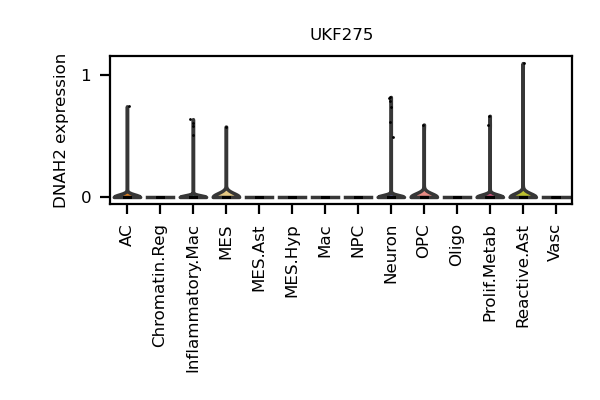 UKF275
DNAH2 expression
1
0
AC
Chromatin.Reg
Inflammatory.Mac
MES
MES.Ast
MES.Hyp
Mac
NPC
Neuron
OPC
Oligo
Prolif.Metab
Reactive.Ast
Vasc